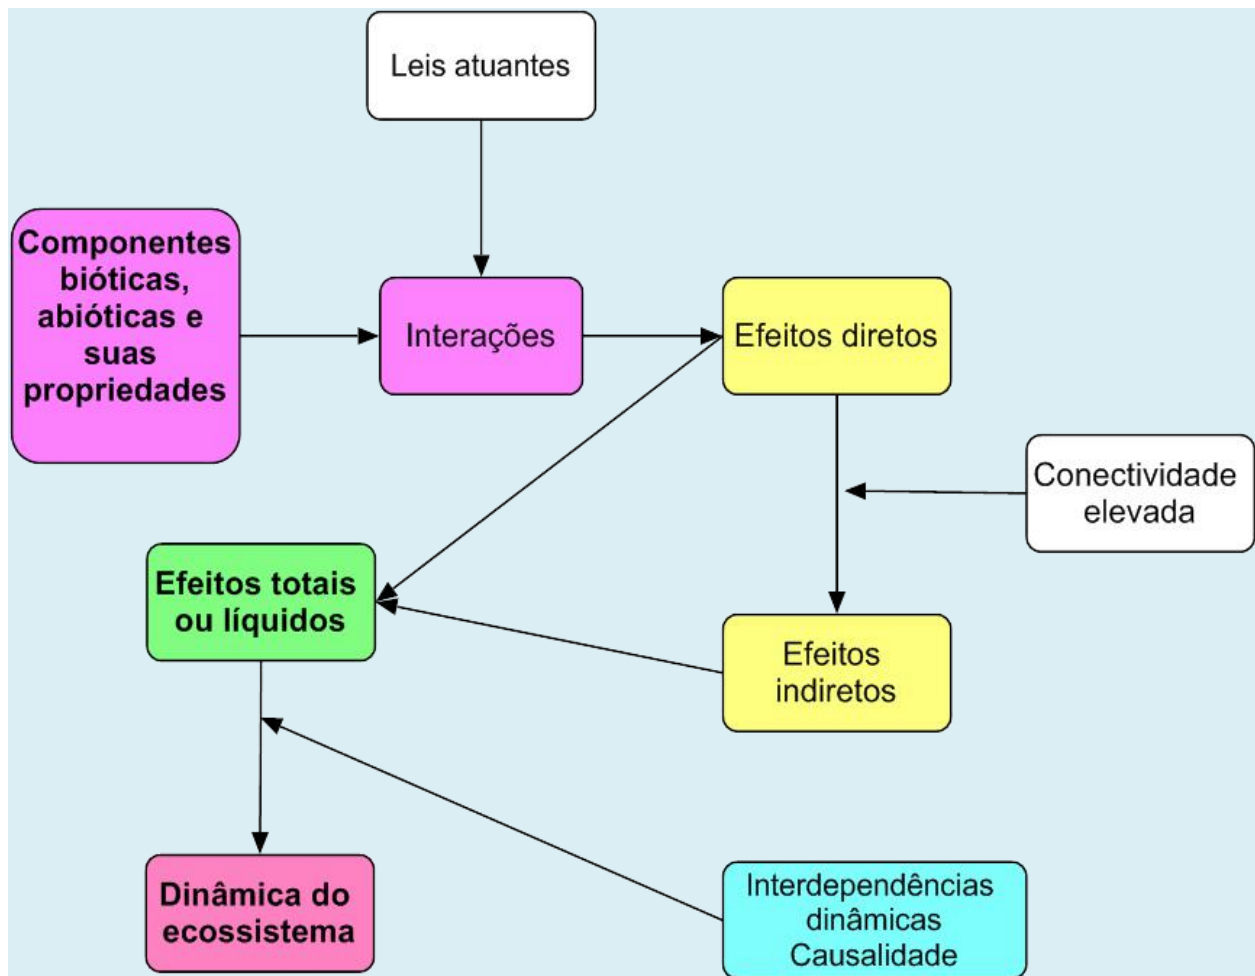 Leis atuantes
Componentes
bióticas,
abióticas e
suas
propriedades
Interações
Efeitos diretos
Conectividade
elevada
Efeitos totais
ou líquidos
Efeitos
indiretos
Dinâmica do
ecossistema
Interdependências
dinâmicas
Causalidade